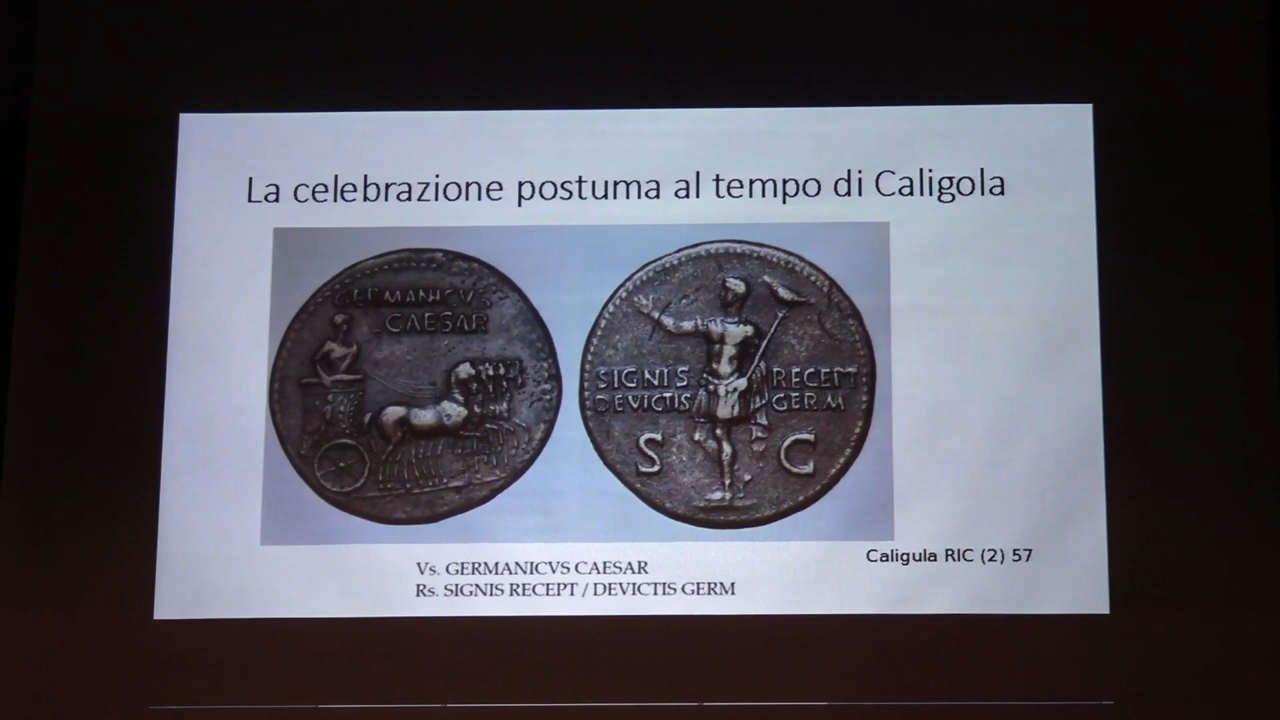 La celebrazione postuma al tempo di Caligola
GERMANICVS
CAESAR
SIGNIS RECEPT
DEVICTIS GERM
S C
Caligula RIC (2) 57
Vs. GERMANICVS CAESAR
Rs. SIGNIS RECEPT / DEVICTIS GERM